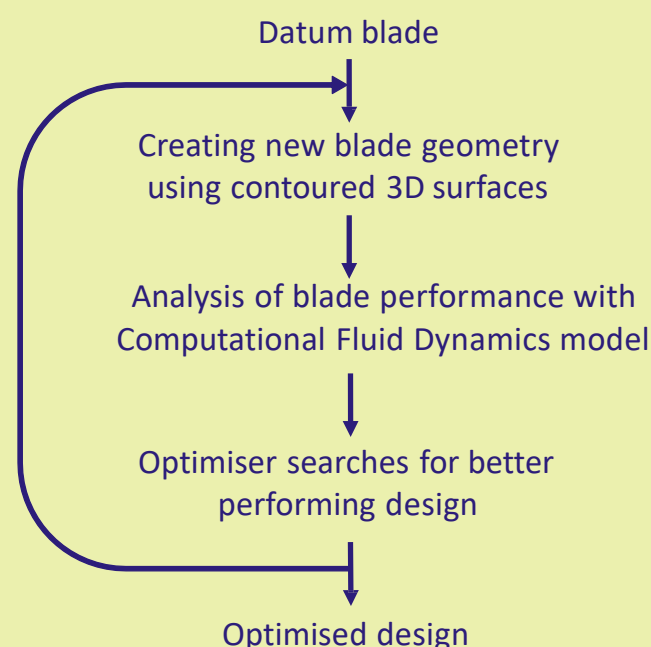 Datum blade
Creating new blade geometry
using contoured 3D surfaces
Analysis of blade performance with
Computational Fluid Dynamics model
Optimiser searches for better
performing design
Optimised design